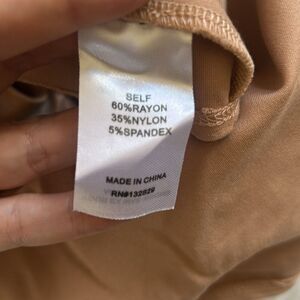 SELF
60%RAYON
35%NYLON
5%SPANDEX
MADE IN CHINA
RN#132829